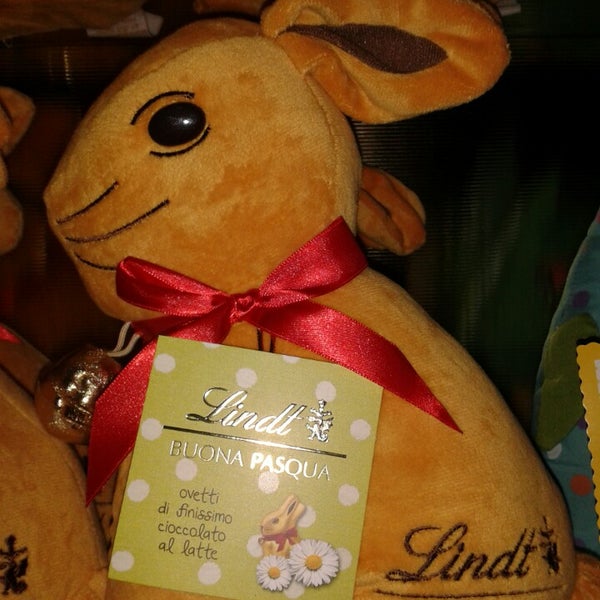 Lindt
BUONA PASQUA
ovetti
di finissimo
cioccolato
al latte
Lindt